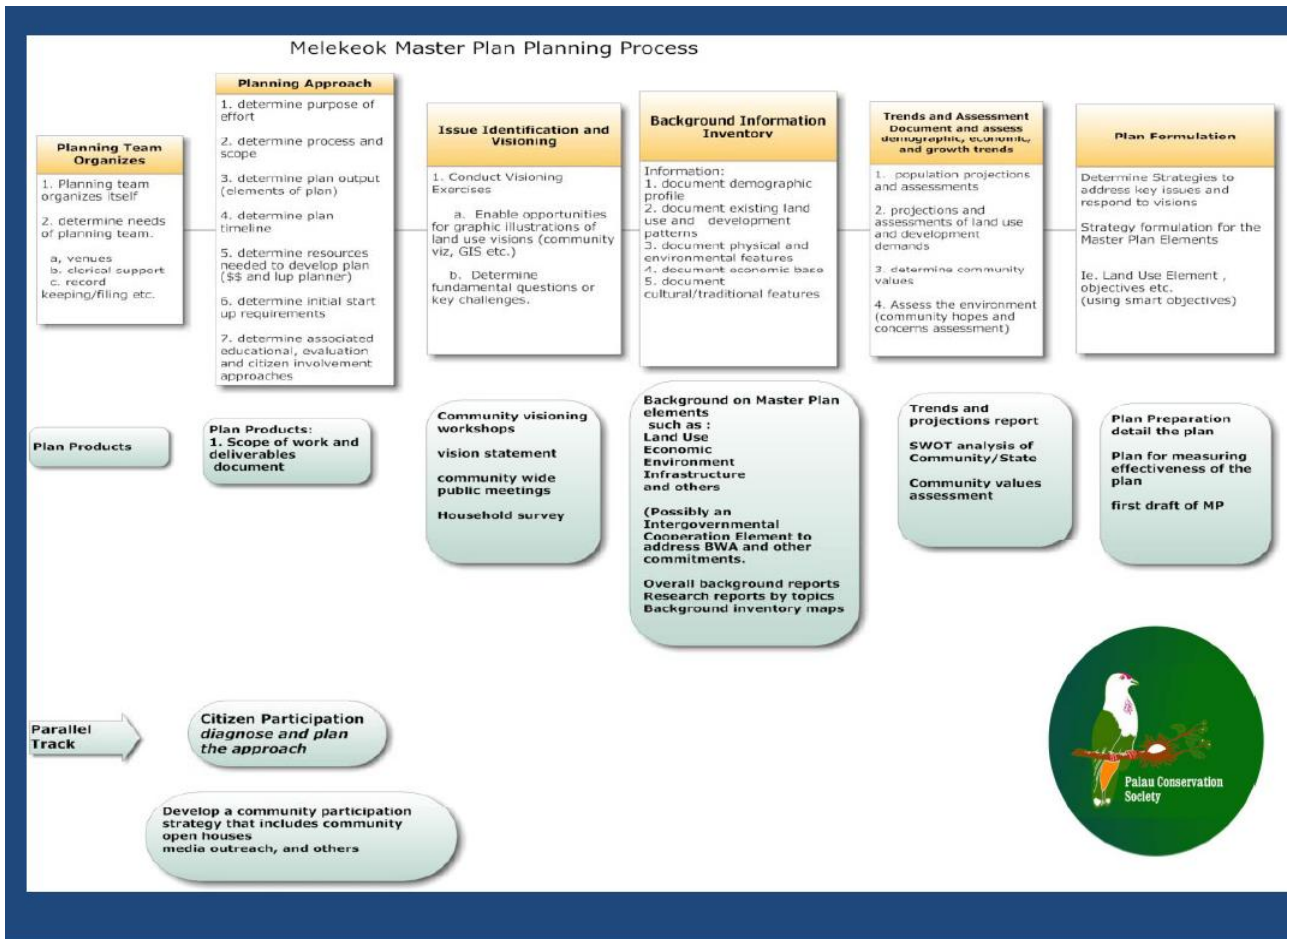 Melekeok Master Plan Planning Process
Planning Team
Organizes
1. Planning team
organizes itself
2. determine needs
of planning team.
a, venues
b. clerical support
c. record
keeping/filing etc.
Planning Approach
1. determine purpose of
effort
2. determine process and
scope
3. determine plan output
(elements of plan)
4. determine plan
timeline
5. determine resources
needed to develop plan
($$ and lup planner)
6. determine initial start
up requirements
7. determine associated
educational, evaluation
and citizen involvement
approaches
Issue Identification and
Visioning
1. Conduct Visioning
Exercises
a. Enable opportunities
for graphic illustrations of
land use visions (community
viz, GIS etc.)
b. Determine
fundamental questions or
key challenges.
Background Information
Inventory
Information:
1. document demographic
profile
2. document existing land
use and development
patterns
3. document physical and
environmental features
4. document economic base
5. document
cultural/traditional features
Trends and Assessment
Document and assess
demographic, economic,
and growth trends
1. population projections
and assessments
2. projections and
assessments of land use
and development
demands
3. determine community
values
4. Assess the environment
(community hopes and
concerns assessment)
Plan Formulation
Determine Strategies to
address key issues and
respond to visions
Strategy formulation for the
Master Plan Elements
Ie. Land Use Element ,
objectives etc.
(using smart objectives)
Plan Products
Plan Products:
1. Scope of work and
deliverables
document
Community visioning
workshops
vision statement
community wide
public meetings
Household survey
Background on Master Plan
elements
such as :
Land Use
Economic
Environment
Infrastructure
and others
(Possibly an
Intergovernmental
Cooperation Element to
address BWA and other
commitments.
Overall background reports
Research reports by topics
Background inventory maps
Trends and
projections report
SWOT analysis of
Community/State
Community values
assessment
Plan Preparation
detail the plan
Plan for measuring
effectiveness of the
plan
first draft of MP
Parallel
Track
Citizen Participation
diagnose and plan
the approach
Develop a community participation
strategy that includes community
open houses
media outreach, and others
Palau Conservation
Society